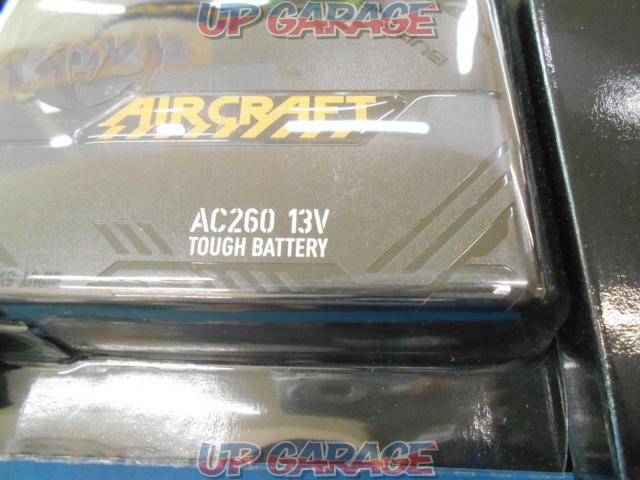 UP GARAGE
AIRCRAFT
AC260 13V
TOUGH BATTERY
UP GARAGE